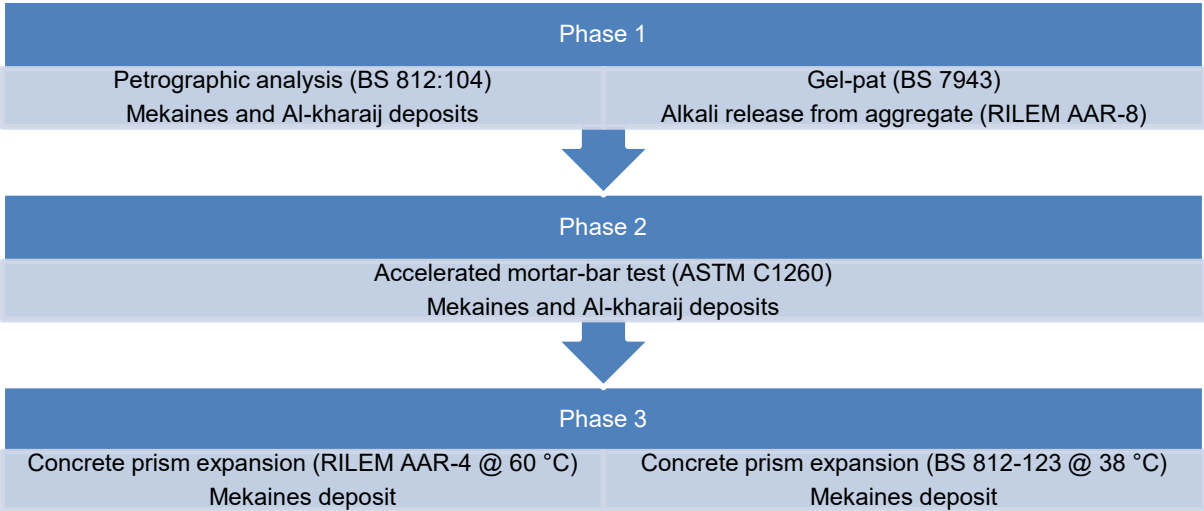 Phase 1
Petrographic analysis (BS 812:104)
Mekaines and Al-kharaij deposits
Gel-pat (BS 7943)
Alkali release from aggregate (RILEM AAR-8)
Phase 2
Accelerated mortar-bar test (ASTM C1260)
Mekaines and Al-kharaij deposits
Phase 3
Concrete prism expansion (RILEM AAR-4 @ 60 °C)
Mekaines deposit
Concrete prism expansion (BS 812-123 @ 38 °C)
Mekaines deposit